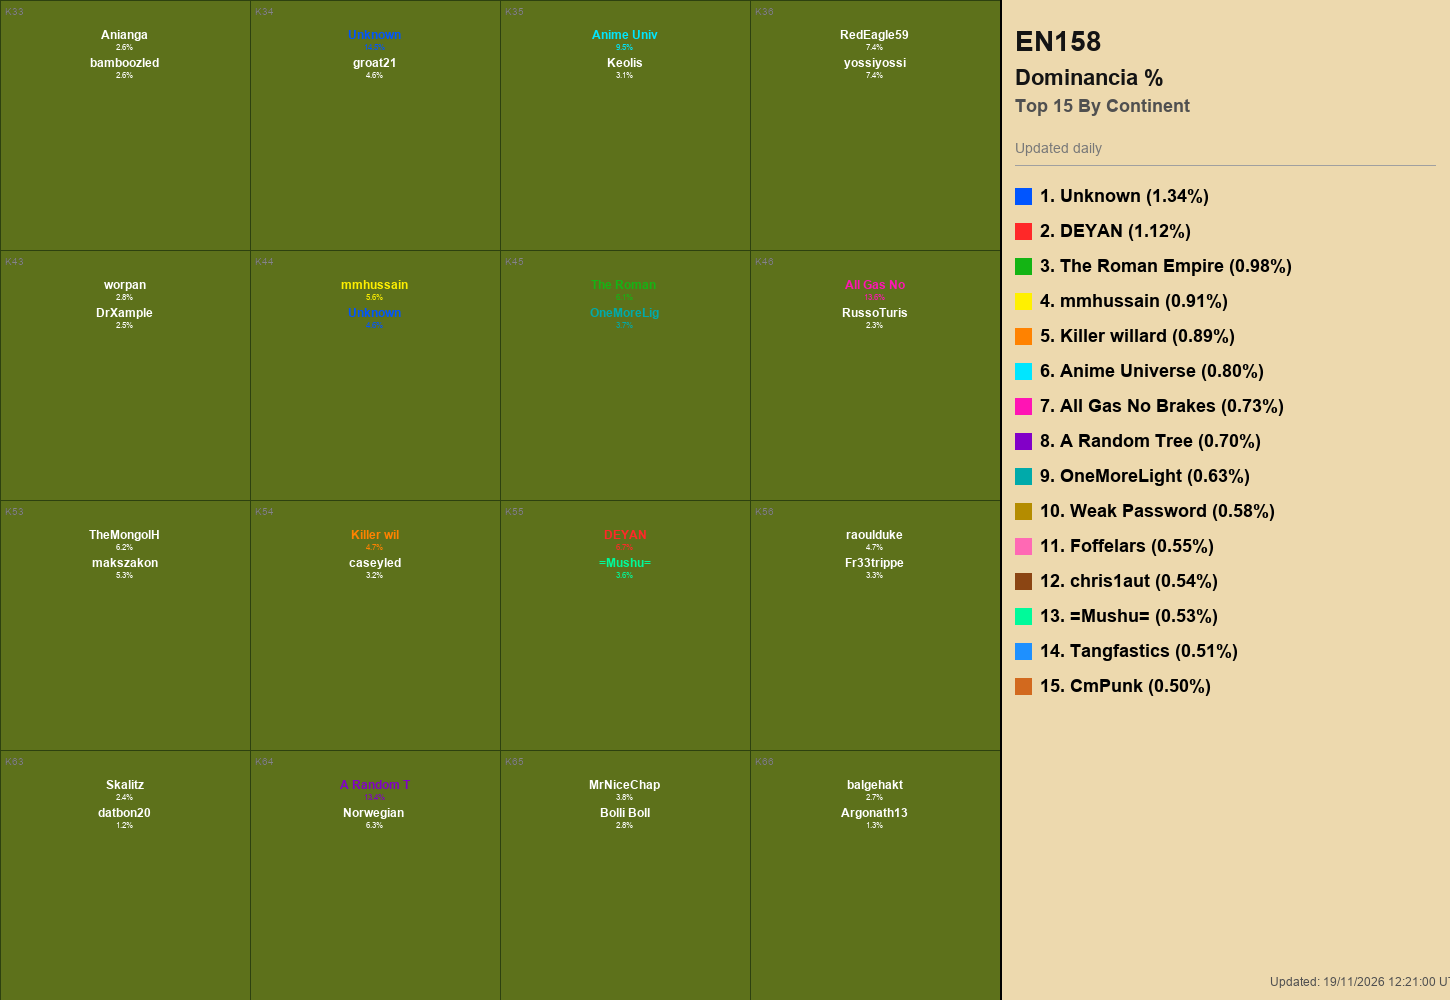 K33
Anianga
2.6%
bamboozled
2.6%
K34
Unknown
groat21
4.6%
K35
Anime Univ
9.5%
Keolis
3.1%
K36
RedEagle59
7.4%
yossiyossi
7.4%
K43
worpan
2.8%
DrXample
2.5%
K44
mmhussain
5.6%
Unknown
K45
The Roman
OneMoreLig
3.7%
K46
All Gas No
RussoTuris
2.3%
K53
TheMongolH
6.2%
makszakon
5.3%
K54
Killer wil
4.7%
caseyled
3.2%
K55
DEYAN
=Mushu=
3.6%
K56
raoulduke
4.7%
Fr33trippe
3.3%
K63
Skalitz
2.4%
datbon20
1.2%
K64
A Random T
13.4%
Norwegian
6.3%
K65
MrNiceChap
3.8%
Bolli Boll
2.8%
K66
balgehakt
2.7%
Argonath13
1.3%
EN158
Dominancia %
Top 15 By Continent
Updated daily
1. Unknown (1.34%)
2. DEYAN (1.12%)
3. The Roman Empire (0.98%)
4. mmhussain (0.91%)
5. Killer willard (0.89%)
6. Anime Universe (0.80%)
7. All Gas No Brakes (0.73%)
8. A Random Tree (0.70%)
9. OneMoreLight (0.63%)
10. Weak Password (0.58%)
11. Foffelars (0.55%)
12. chris1aut (0.54%)
13. =Mushu= (0.53%)
14. Tangfastics (0.51%)
15. CmPunk (0.50%)
Updated: 19/11/2026 12:21:00